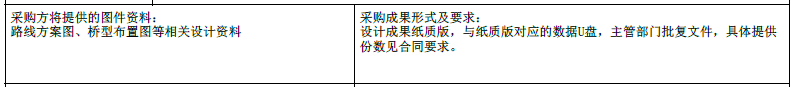 采购方将提供的图件资料：
路线方案图、桥型布置图等相关设计资料
采购成果形式及要求：
设计成果纸质版，与纸质版对应的数据U盘，主管部门批复文件，具体提供
份数见合同要求。